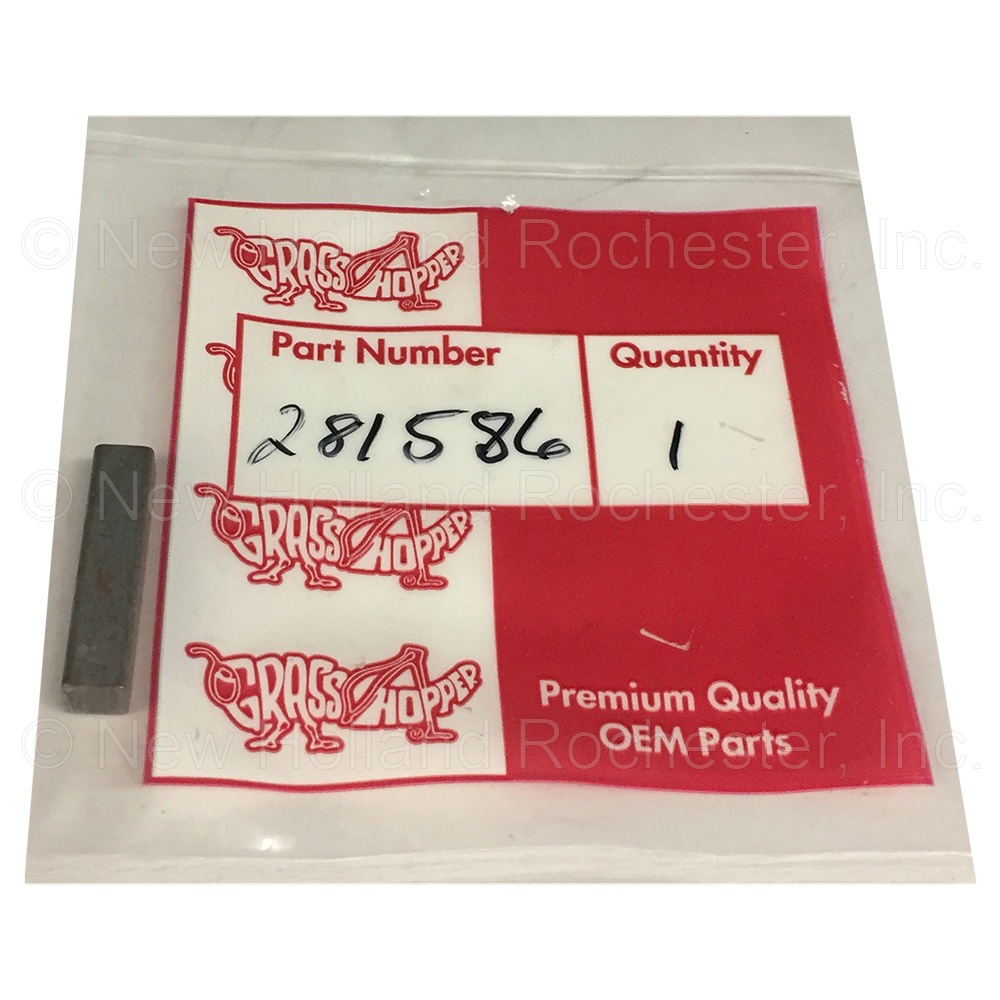 © New Holland Rochester, Inc.
GRASSHOPPER
Part Number
Quantity
281586
1
© New Holland Rochester, Inc.
GRASSHOPPER
GRASSHOPPER
Premium Quality
OEM Parts
© New Holland Rochester, Inc.